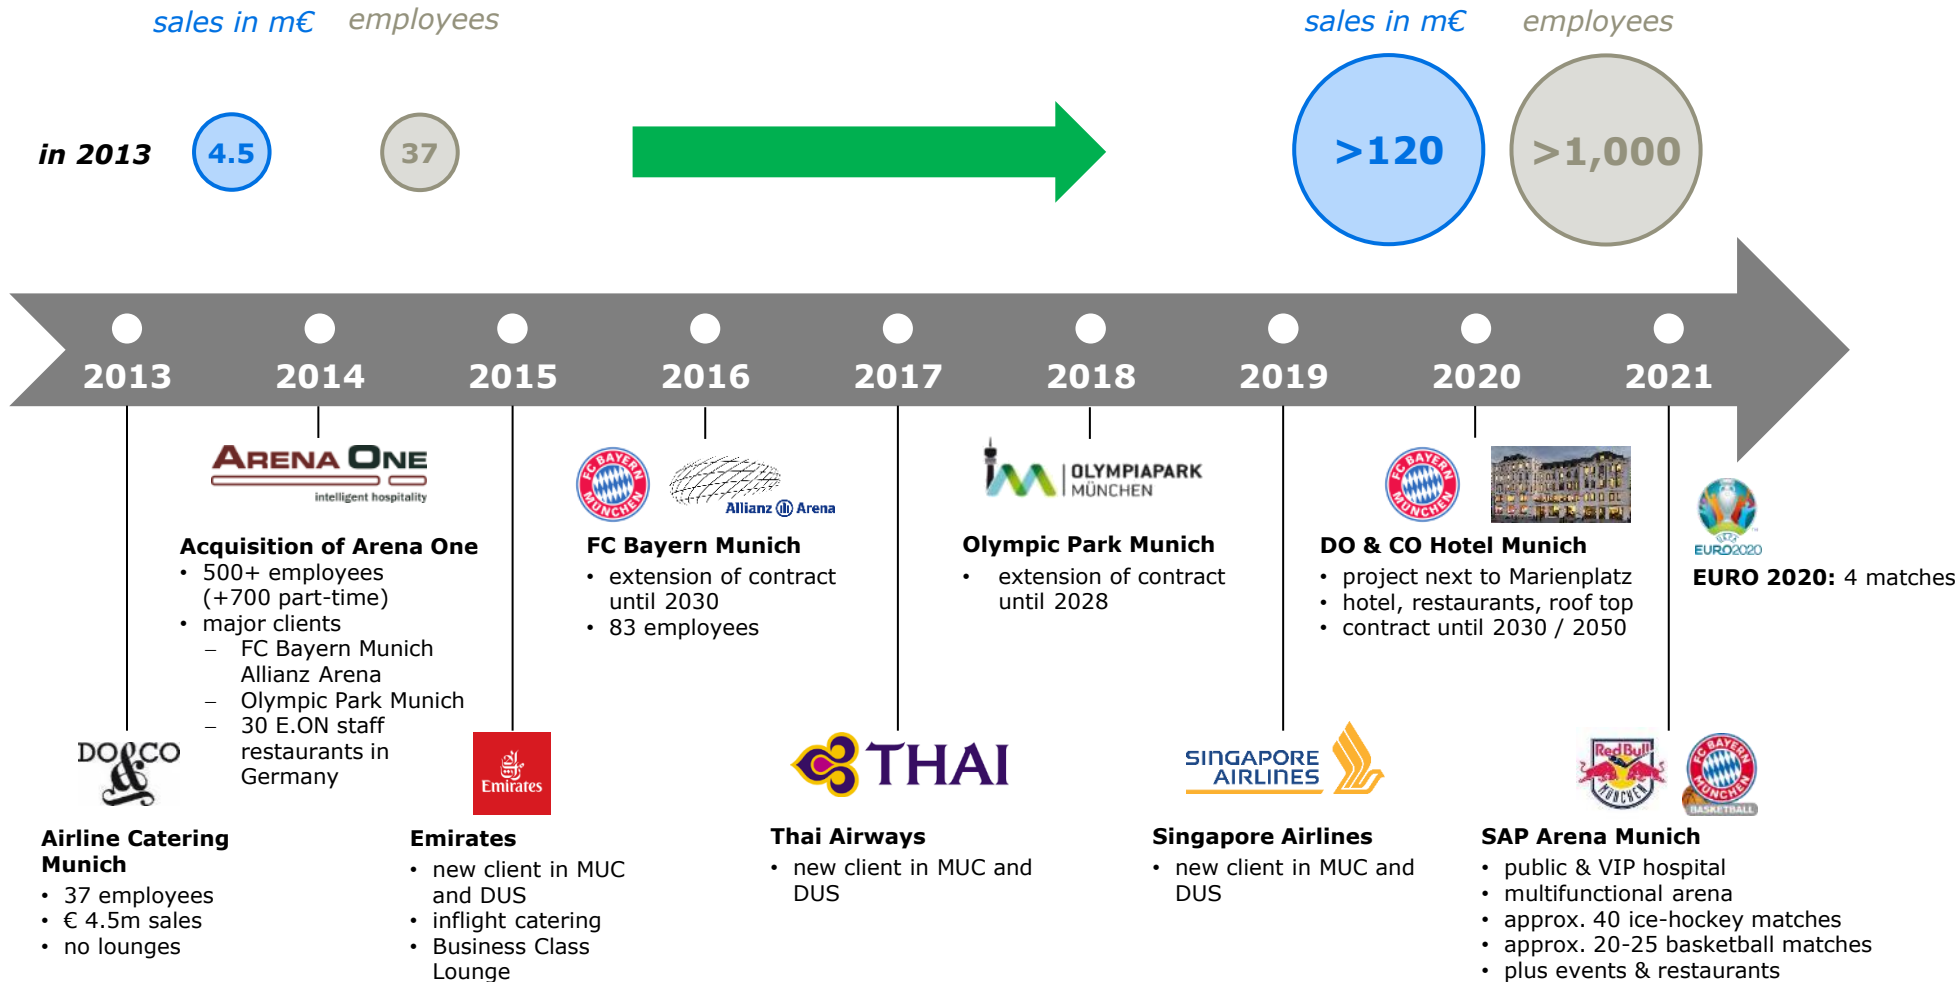 sales in m€ employees
sales in m€ employees
in 2013
4.5
37
>120
>1,000
2013 2014 2015 2016 2017 2018 2019 2020 2021
ARENA ONE
intelligent hospitality
Acquisition of Arena One
• 500+ employees
(+700 part-time)
• major clients
– FC Bayern Munich
Allianz Arena
– Olympic Park Munich
– 30 E.ON staff
restaurants in
Germany
FC BAYERN
MÜNCHEN
Allianz Arena
FC Bayern Munich
• extension of contract
until 2030
• 83 employees
OLYMPIAPARK
MÜNCHEN
Olympic Park Munich
• extension of contract
until 2028
FC BAYERN
MÜNCHEN
DO & CO Hotel Munich
• project next to Marienplatz
• hotel, restaurants, roof top
• contract until 2030 / 2050
UEFA
EURO2020
EURO 2020: 4 matches
DO&CO
Airline Catering
Munich
• 37 employees
• € 4.5m sales
• no lounges
Emirates
Emirates
• new client in MUC
and DUS
• inflight catering
• Business Class
Lounge
THAI
Thai Airways
• new client in MUC and
DUS
SINGAPORE
AIRLINES
Singapore Airlines
• new client in MUC and
DUS
Red Bull
MÜNCHEN
FC BAYERN
MÜNCHEN
BASKETBALL
SAP Arena Munich
• public & VIP hospital
• multifunctional arena
• approx. 40 ice-hockey matches
• approx. 20-25 basketball matches
• plus events & restaurants